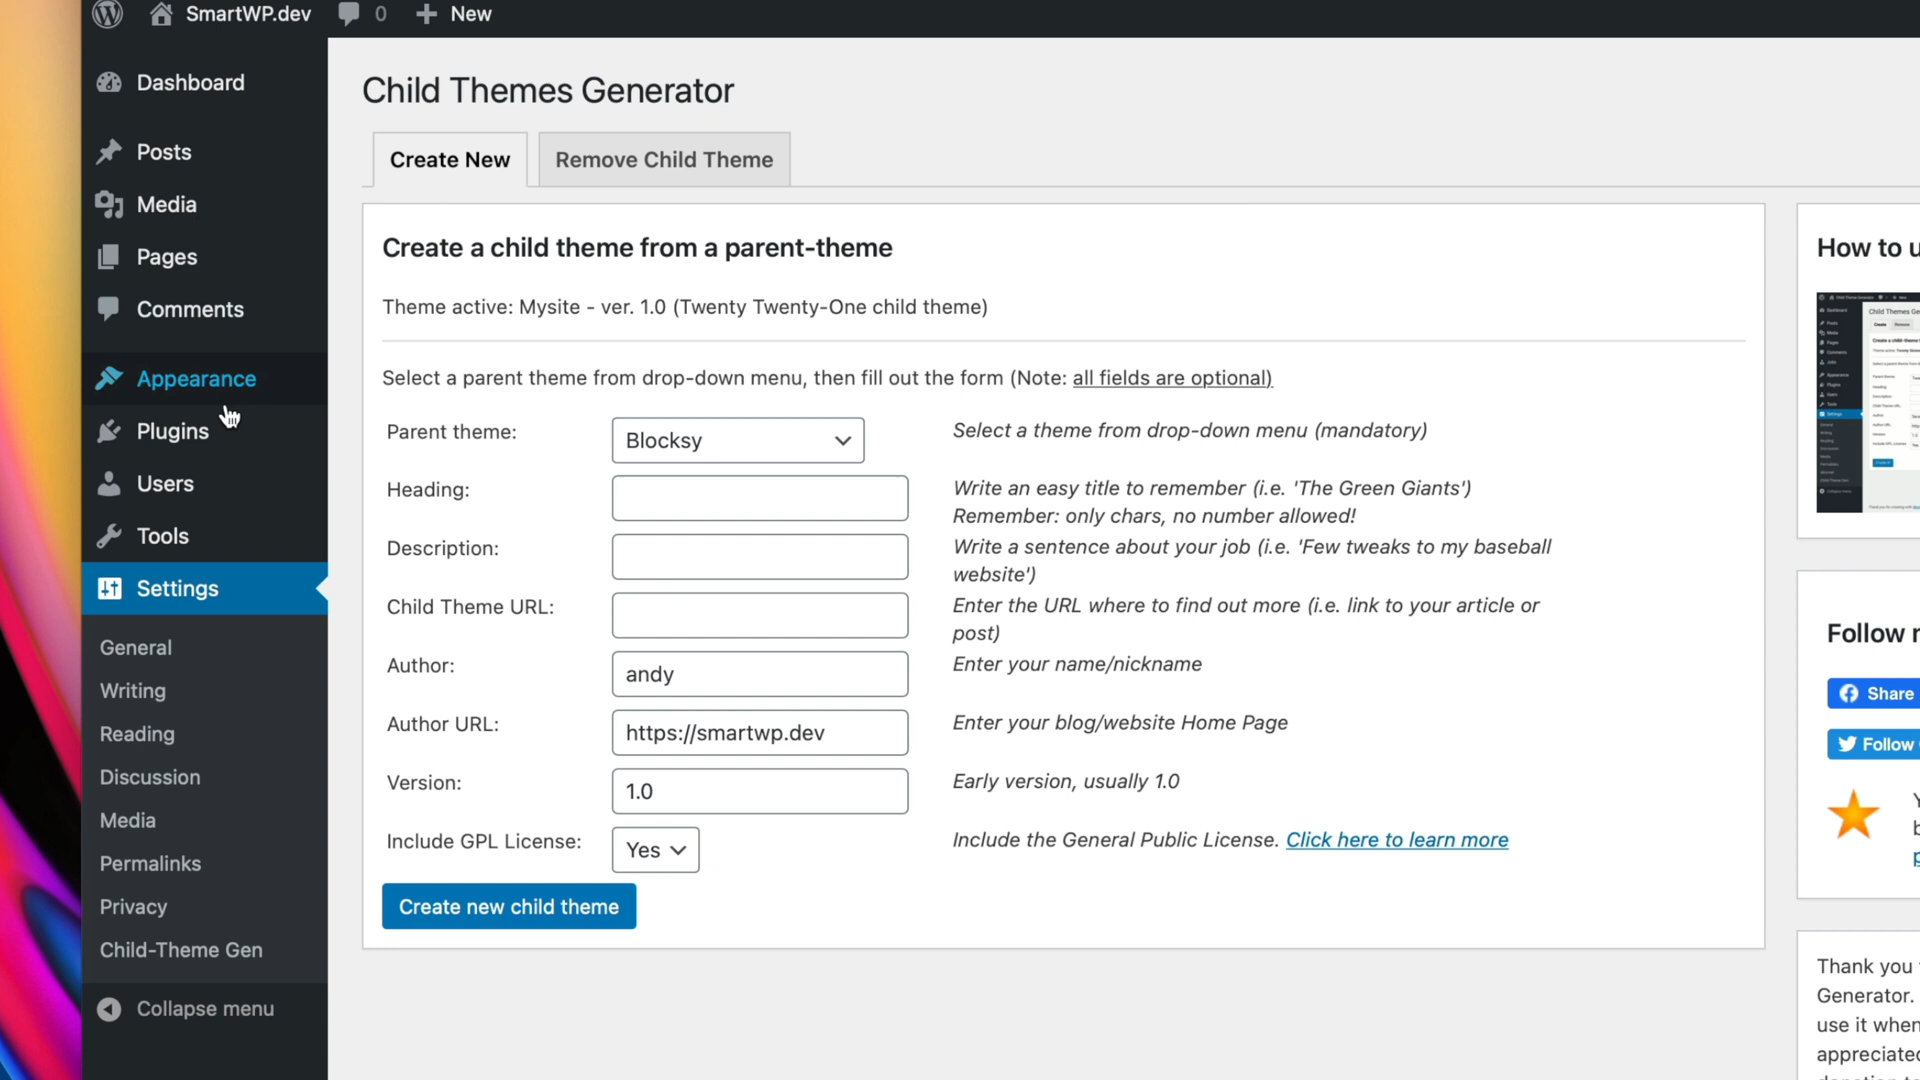 SmartWP.dev 0 New
Dashboard
Posts
Media
Pages
Comments
Appearance
Plugins
Users
Tools
Settings
General
Writing
Reading
Discussion
Media
Permalinks
Privacy
Child-Theme Gen
Collapse menu
Child Themes Generator
Create New
Remove Child Theme
Create a child theme from a parent-theme
Theme active: Mysite - ver. 1.0 (Twenty Twenty-One child theme)
Select a parent theme from drop-down menu, then fill out the form (Note: all fields are optional)
Parent theme: Blocksy Select a theme from drop-down menu (mandatory)
Heading: Write an easy title to remember (i.e. 'The Green Giants')
Remember: only chars, no number allowed!
Description: Write a sentence about your job (i.e. 'Few tweaks to my baseball
website')
Child Theme URL: Enter the URL where to find out more (i.e. link to your article or
post)
Author: andy Enter your name/nickname
Author URL: https://smartwp.dev Enter your blog/website Home Page
Version: 1.0 Early version, usually 1.0
Include GPL License: Yes Include the General Public License. Click here to learn more
Create new child theme
How to u
Follow
Share
Follow
Thank you
Generator.
use it when
appreciated